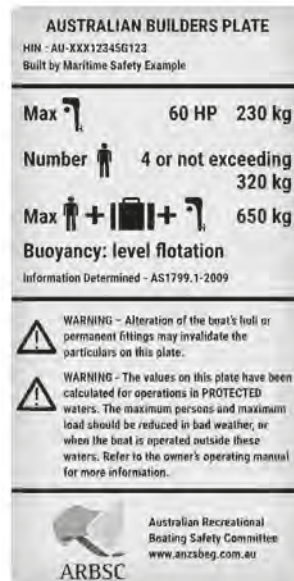 AUSTRALIAN BUILDERS PLATE
HIN - AU-XXX12345G123
Built by Maritime Safety Example
Max 60 HP 230 kg
Number 4 or not exceeding
320 kg
Max + + 650 kg
Buoyancy: level flotation
Information Determined - AS1799.1-2009
WARNING - Alteration of the boat's hull or
permanent fittings may invalidate the
particulars on this plate.
WARNING - The values on this plate have been
calculated for operations in PROTECTED
waters. The maximum persons and maximum
load should be reduced in bad weather, or
when the boat is operated outside these
waters. Refer to the owner's operating manual
for more information.
Australian Recreational
Boating Safety Committee
www.anzsbeg.com.au
ARBSC